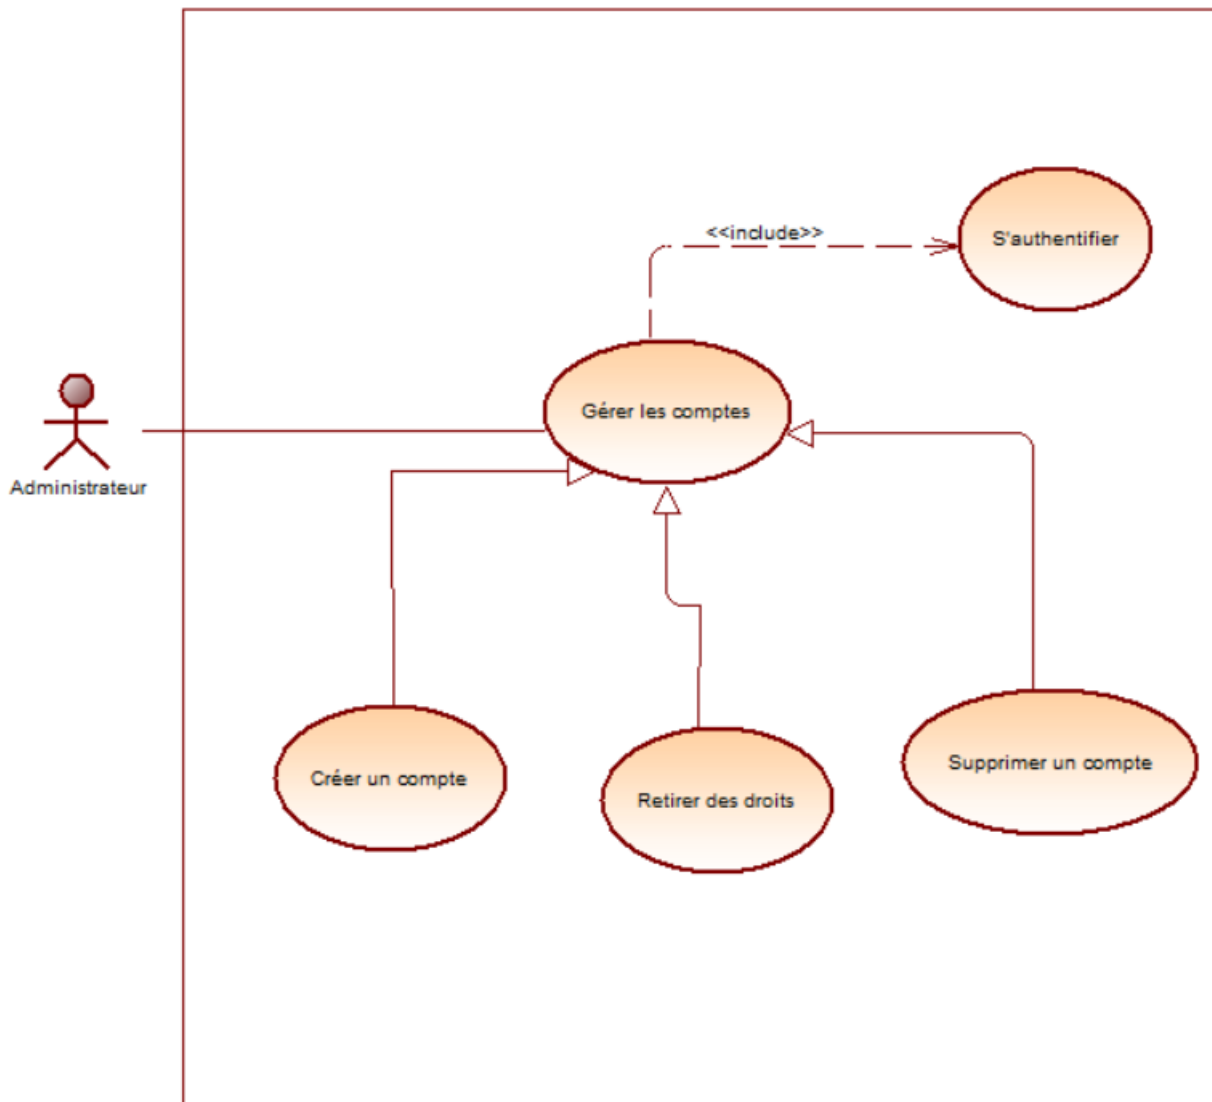 <<include>>
S'authentifier
Gérer les comptes
Administrateur
Créer un compte
Retirer des droits
Supprimer un compte